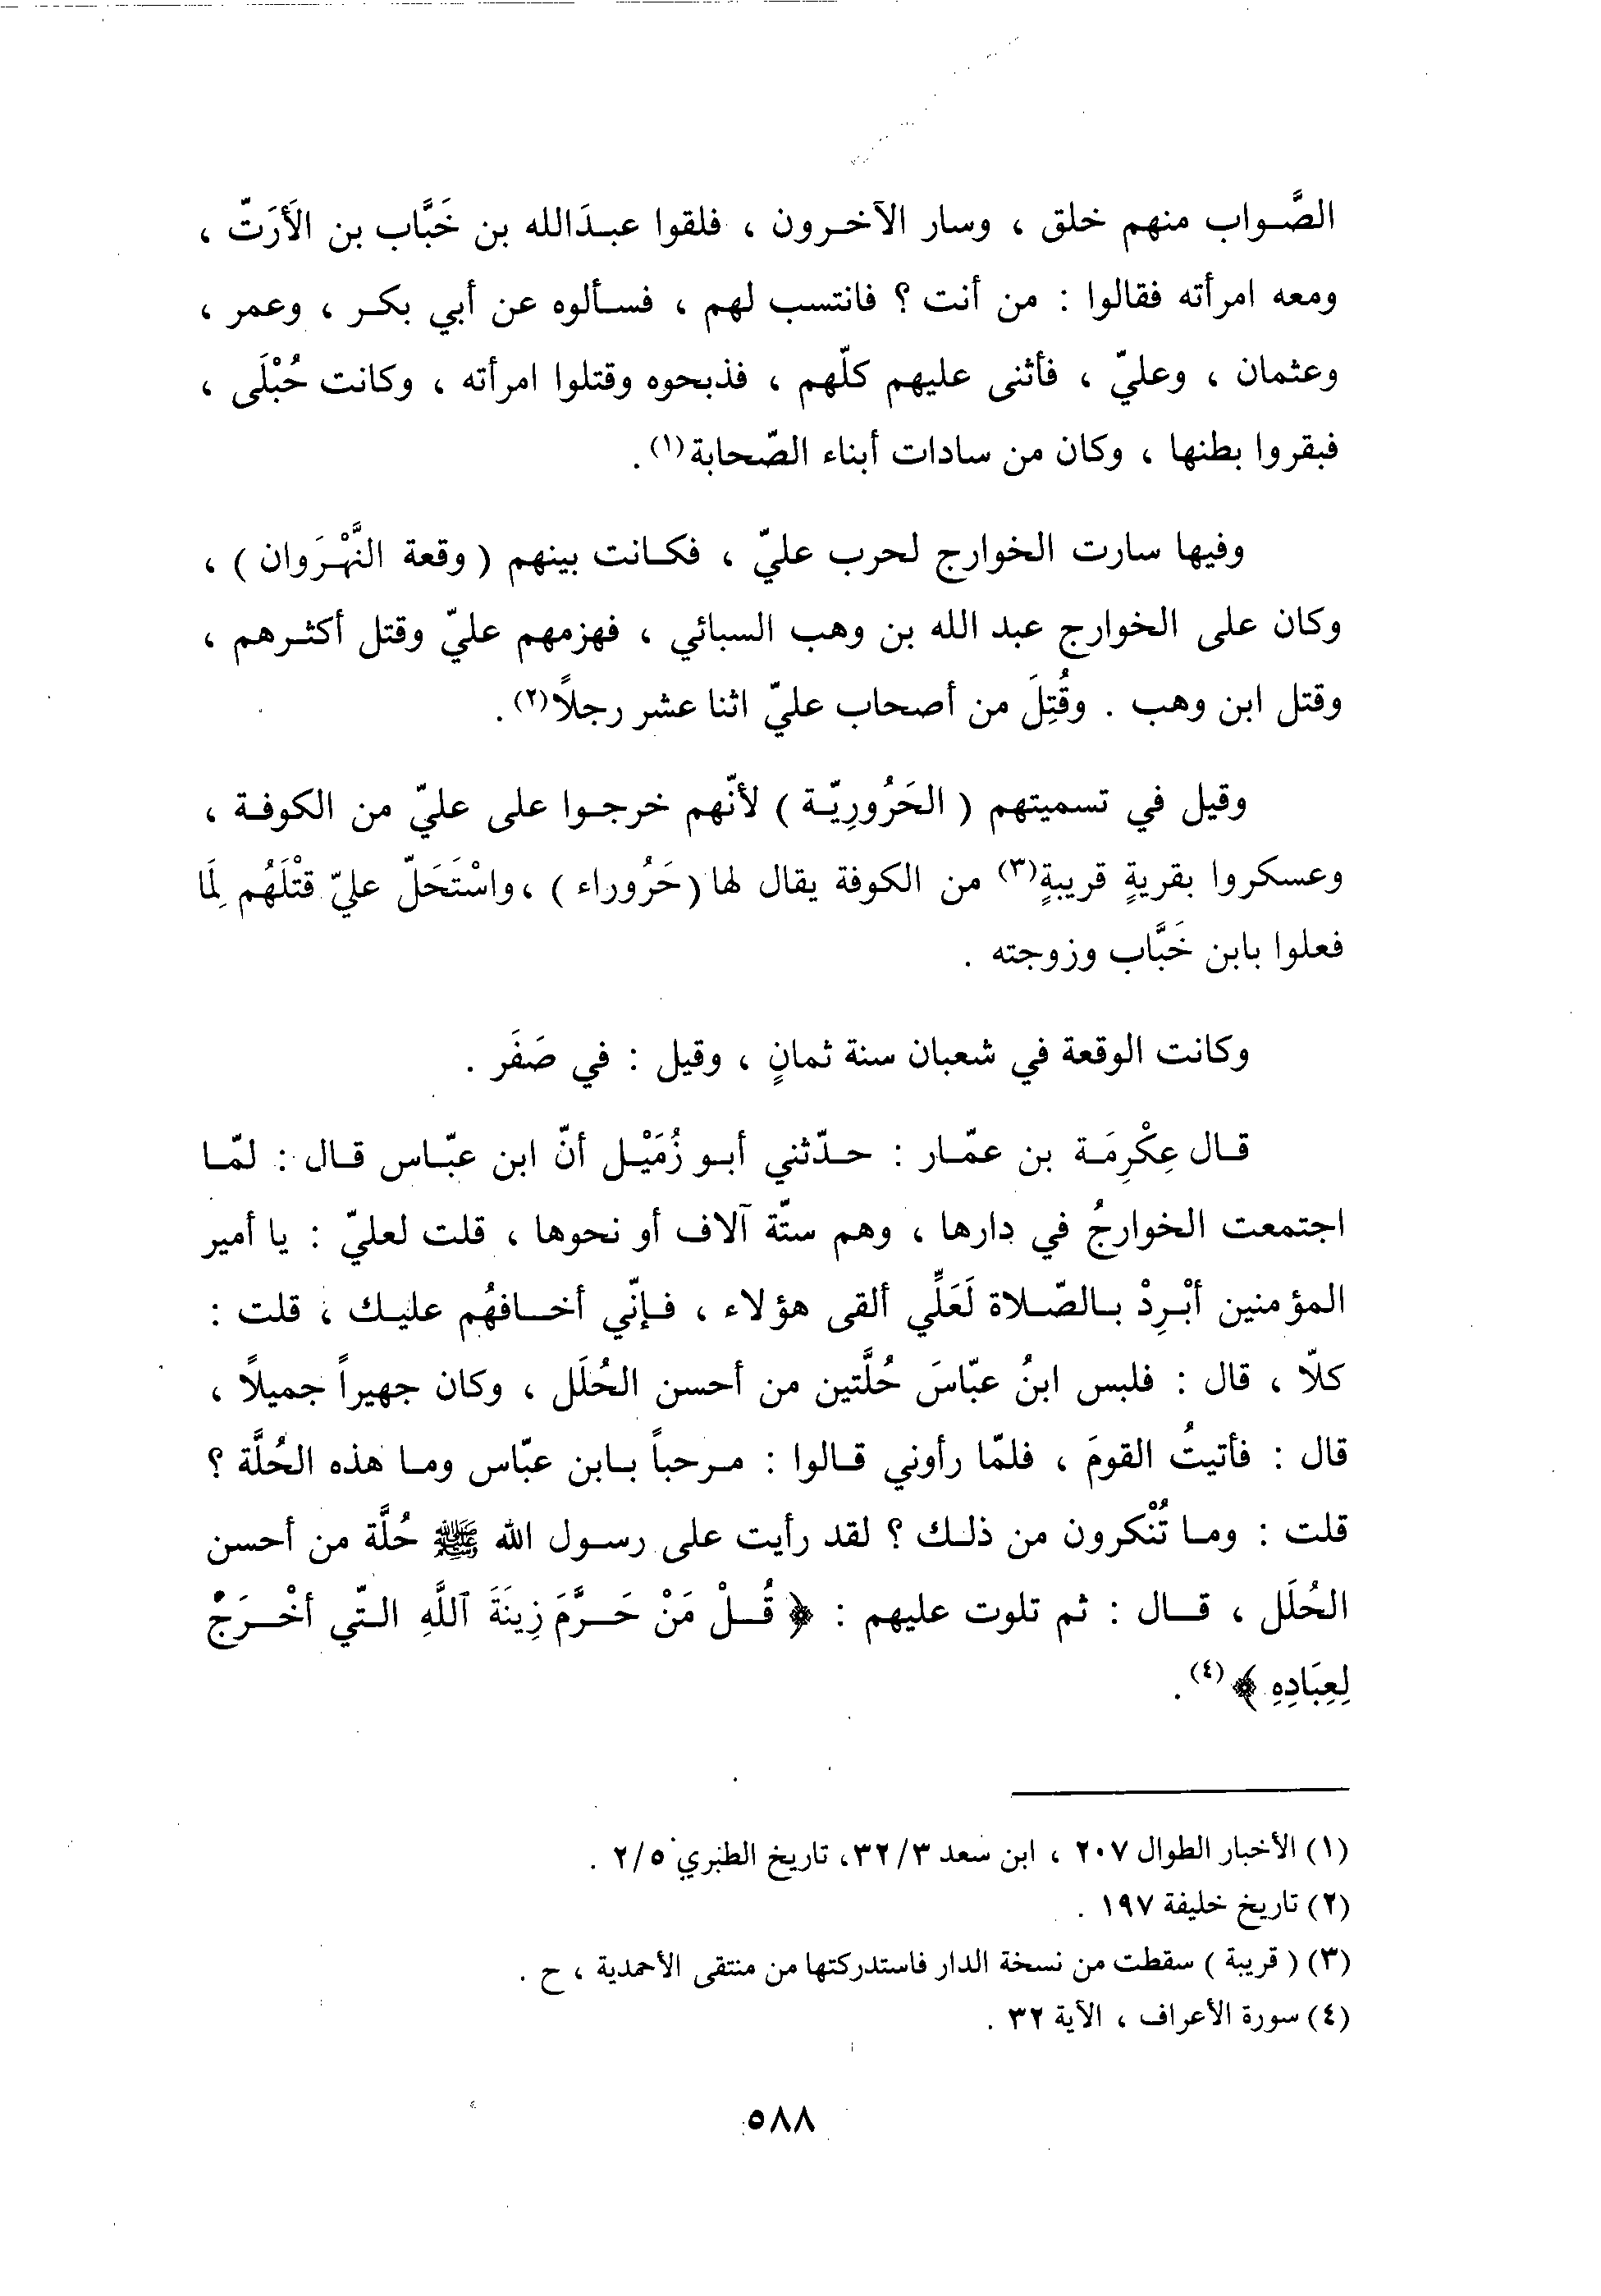 الصَّواب منهم خلق ، وسار الآخرون ، فلقوا عبدَالله بن خَبَّاب بن الأَرَتّ ،
ومعه امرأته فقالوا : من أنت ؟ فانتسب لهم ، فسألوه عن أبي بكر ، وعمر ،
وعثمان ، وعليّ ، فأثنى عليهم كلّهم ، فذبحوه وقتلوا امرأته ، وكانت حُبْلَى ،
فبقروا بطنها ، وكان من سادات أبناء الصّحابة(١) .
وفيها سارت الخوارج لحرب عليّ ، فكانت بينهم ( وقعة النَّهْرَوان ) ،
وكان على الخوارج عبد الله بن وهب السبائي ، فهزمهم عليّ وقتل أكثرهم ،
وقتل ابن وهب . وقُتِلَ من أصحاب عليّ اثنا عشر رجلاً(٢) .
وقيل في تسميتهم ( الحَرُورِيّة ) لأنّهم خرجوا على عليّ من الكوفة ،
وعسكروا بقريةٍ قريبةٍ(٣) من الكوفة يقال لها ( حَرُوراء ) ، واسْتَحَلّ عليّ قتْلَهُم لِمَا
فعلوا بابن خَبَّاب وزوجته .
وكانت الوقعة في شعبان سنة ثمانٍ ، وقيل : في صَفَر .
قال عِكْرِمَة بن عمّار : حدّثني أبو زُمَيْل أنّ ابن عبّاس قال : لمّا
اجتمعت الخوارجُ في دارها ، وهم ستّة آلاف أو نحوها ، قلت لعليّ : يا أمير
المؤمنين أبْرِدْ بالصّلاة لَعَلِّي ألقى هؤلاء ، فإنّي أخافهُم عليك ، قلت :
كلّا ، قال : فلبس ابنُ عبّاسَ حُلَّتين من أحسن الحُلَل ، وكان جهيراً جميلاً ،
قال : فأتيتُ القومَ ، فلمّا رأوني قالوا : مرحباً بابن عبّاس وما هذه الحُلَّة ؟
قلت : وما تُنْكرون من ذلك ؟ لقد رأيت على رسول الله ﷺ حُلَّة من أحسن
الحُلَل ، قال : ثم تلوت عليهم : ﴿ قُلْ مَنْ حَرَّمَ زِينَةَ ٱللَّهِ التّي أخْرَجَ
لِعِبَادِهِ ﴾(٤) .
(١) الأخبار الطوال ٢٠٧ ، ابن سعد ٣٢/٣، تاريخ الطبري ٢/٥ .
(٢) تاريخ خليفة ١٩٧ .
(٣) ( قريبة ) سقطت من نسخة الدار فاستدركتها من منتقى الأحمدية ، ح .
(٤) سورة الأعراف ، الآية ٣٢ .
٥٨٨